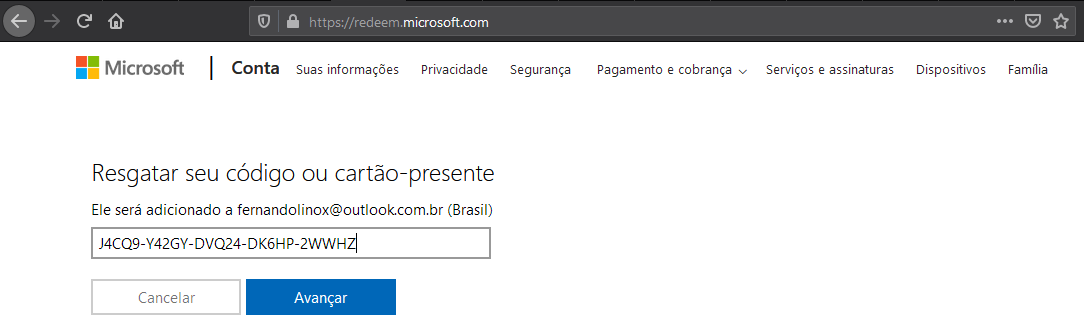 https://redeem.microsoft.com
Microsoft | Conta Suas informações Privacidade Segurança Pagamento e cobrança Serviços e assinaturas Dispositivos Família
Resgatar seu código ou cartão-presente
Ele será adicionado a fernandolinox@outlook.com.br (Brasil)
J4CQ9-Y42GY-DVQ24-DK6HP-2WWHZ
Cancelar Avançar